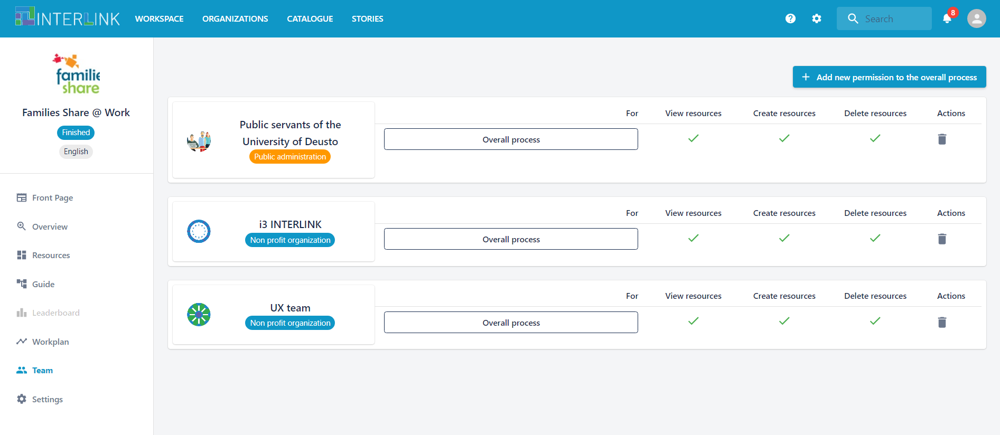 INTERLINK WORKSPACE ORGANIZATIONS CATALOGUE STORIES Search 8
familie
share
Families Share @ Work
Finished
English
Front Page
Overview
Resources
Guide
Leaderboard
Workplan
Team
Settings
Add new permission to the overall process
Public servants of the
University of Deusto
Public administration
For View resources Create resources Delete resources Actions
Overall process
i3 INTERLINK
Non profit organization
For View resources Create resources Delete resources Actions
Overall process
UX team
Non profit organization
For View resources Create resources Delete resources Actions
Overall process